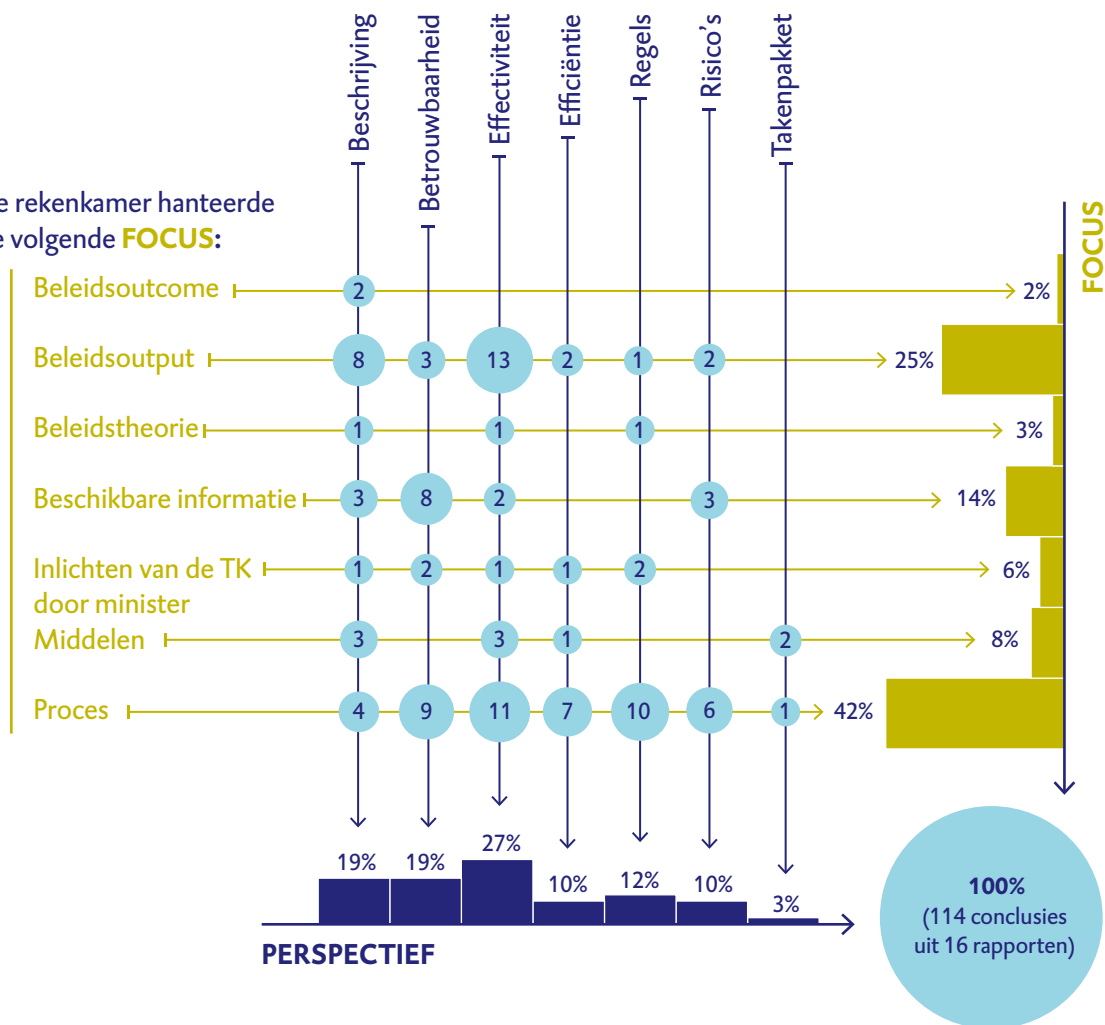 Beschrijving
Betrouwbaarheid
Effectiviteit
Efficiëntie
Regels
Risico's
Takenpakket
e rekenkamer hanteerde
e volgende FOCUS:
FOCUS
Beleidsoutcome 2 2%
Beleidsoutput 8 3 13 2 1 2 25%
Beleidstheorie 1 1 1 3%
Beschikbare informatie 3 8 2 3 14%
Inlichten van de TK 1 2 1 1 2 6%
door minister
Middelen 3 3 1 2 8%
Proces 4 9 11 7 10 6 1 42%
19% 19% 27% 10% 12% 10% 3%
PERSPECTIEF
100%
(114 conclusies
uit 16 rapporten)